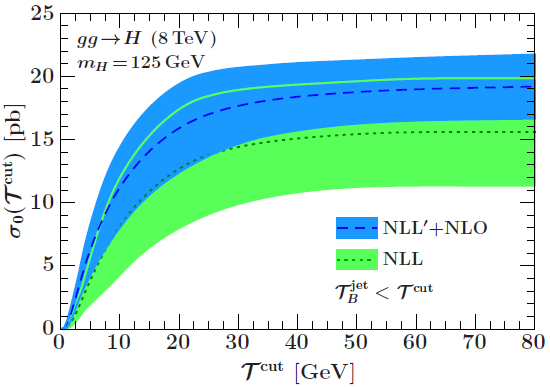 25
20
15
10
5
0
σ₀(𝒯^cut) [pb]
gg→H (8 TeV)
m_H = 125 GeV
NLL′+NLO
NLL
𝒯_B^jet < 𝒯^cut
0 10 20 30 40 50 60 70 80
𝒯^cut [GeV]